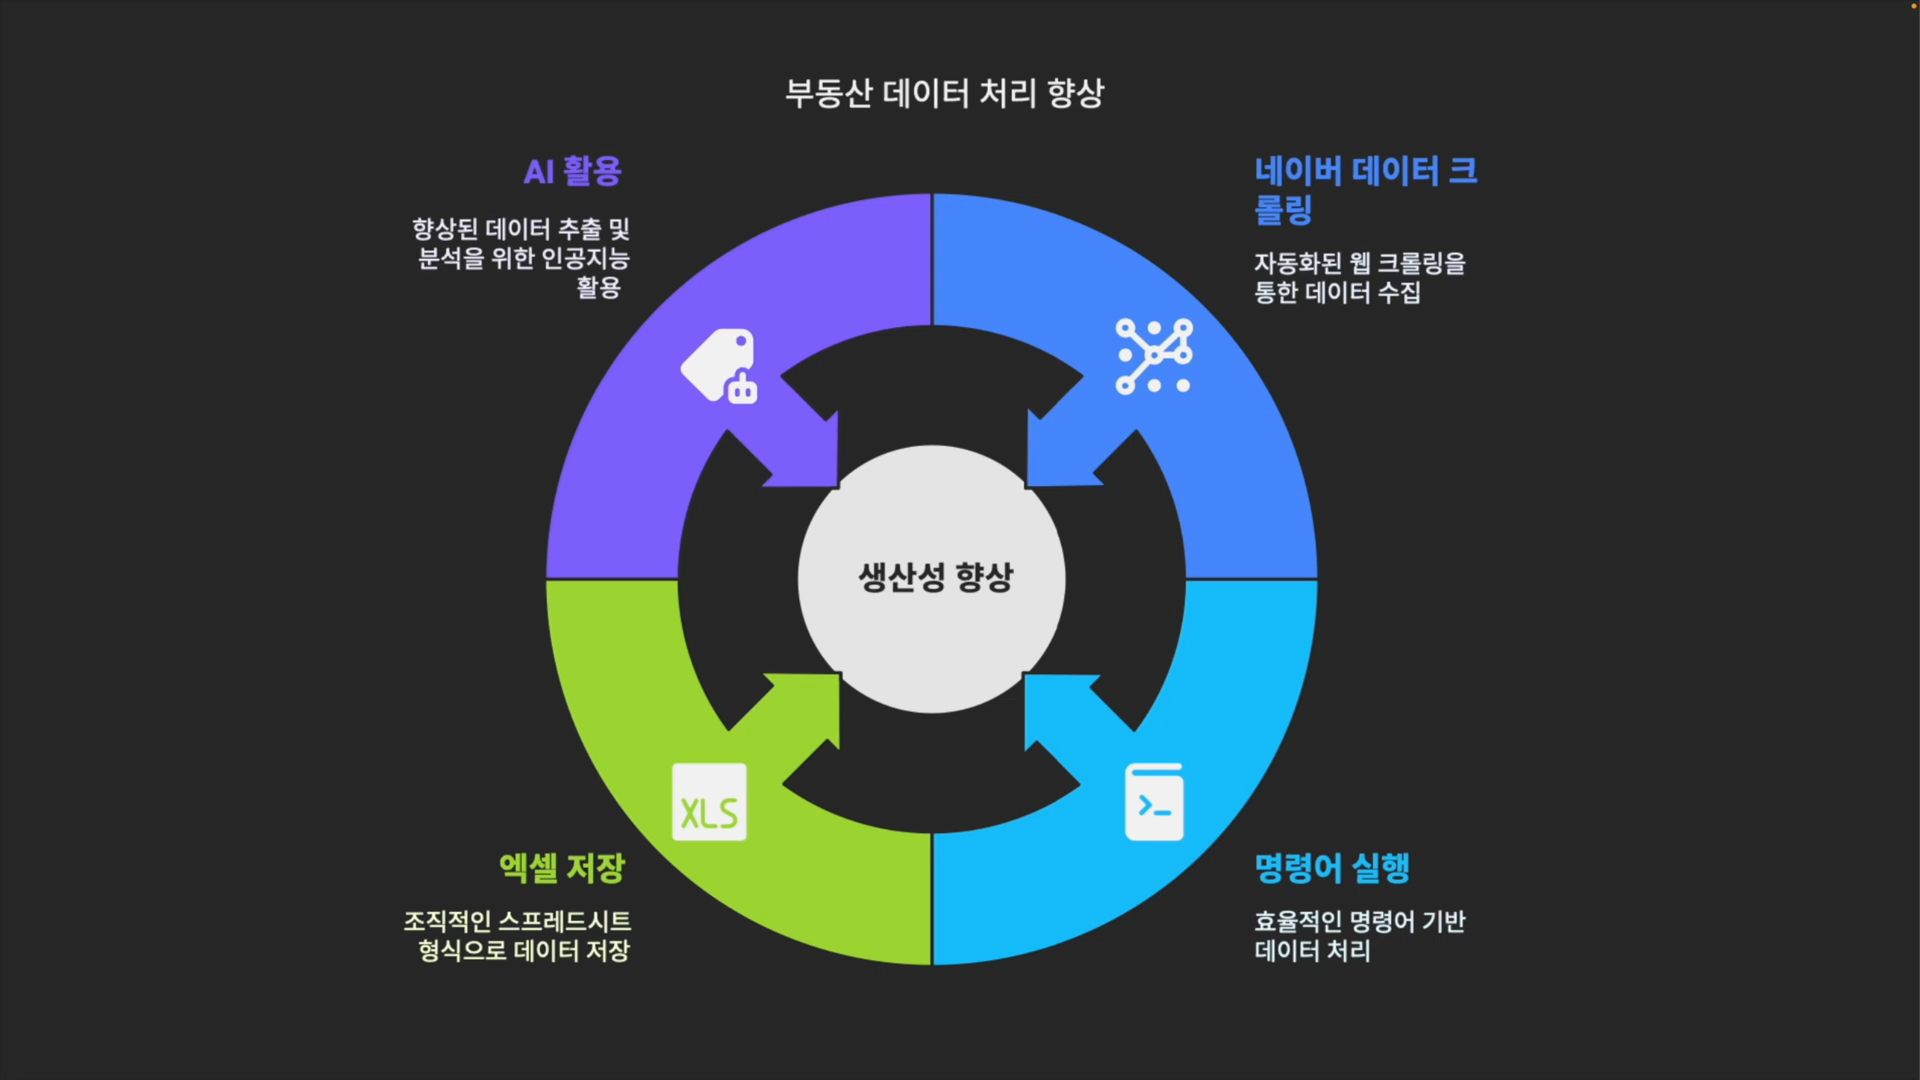 부동산 데이터 처리 향상
AI 활용
향상된 데이터 추출 및
분석을 위한 인공지능
활용
네이버 데이터 크
롤링
자동화된 웹 크롤링을
통한 데이터 수집
생산성 향상
XLS
>_
엑셀 저장
조직적인 스프레드시트
형식으로 데이터 저장
명령어 실행
효율적인 명령어 기반
데이터 처리